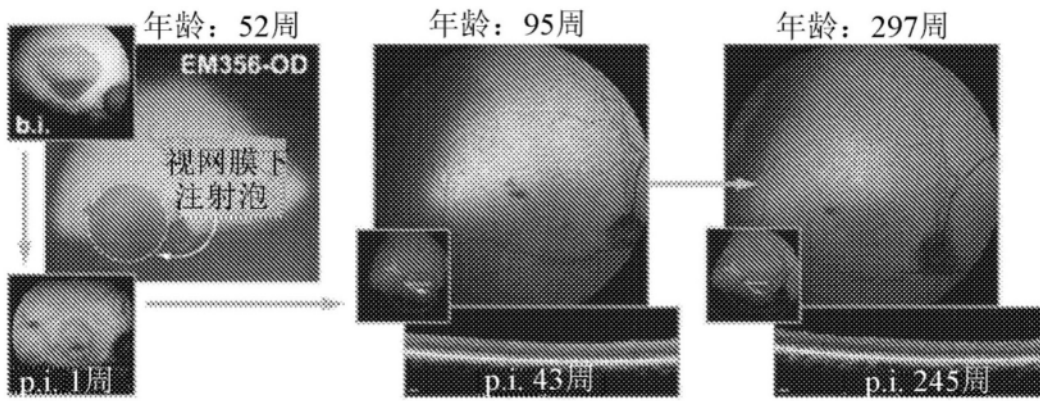 年龄：52周
年龄：95周
年龄：297周
b.i.
EM356-OD
视网膜下
注射泡
p.i. 1周
p.i. 43周
p.i. 245周